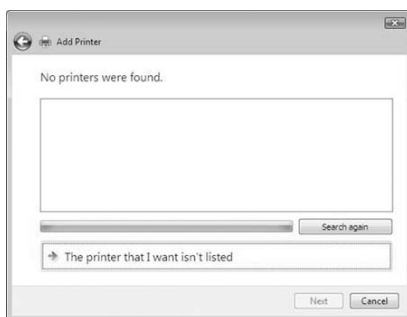 Add Printer
No printers were found.
Search again
The printer that I want isn't listed
Next Cancel